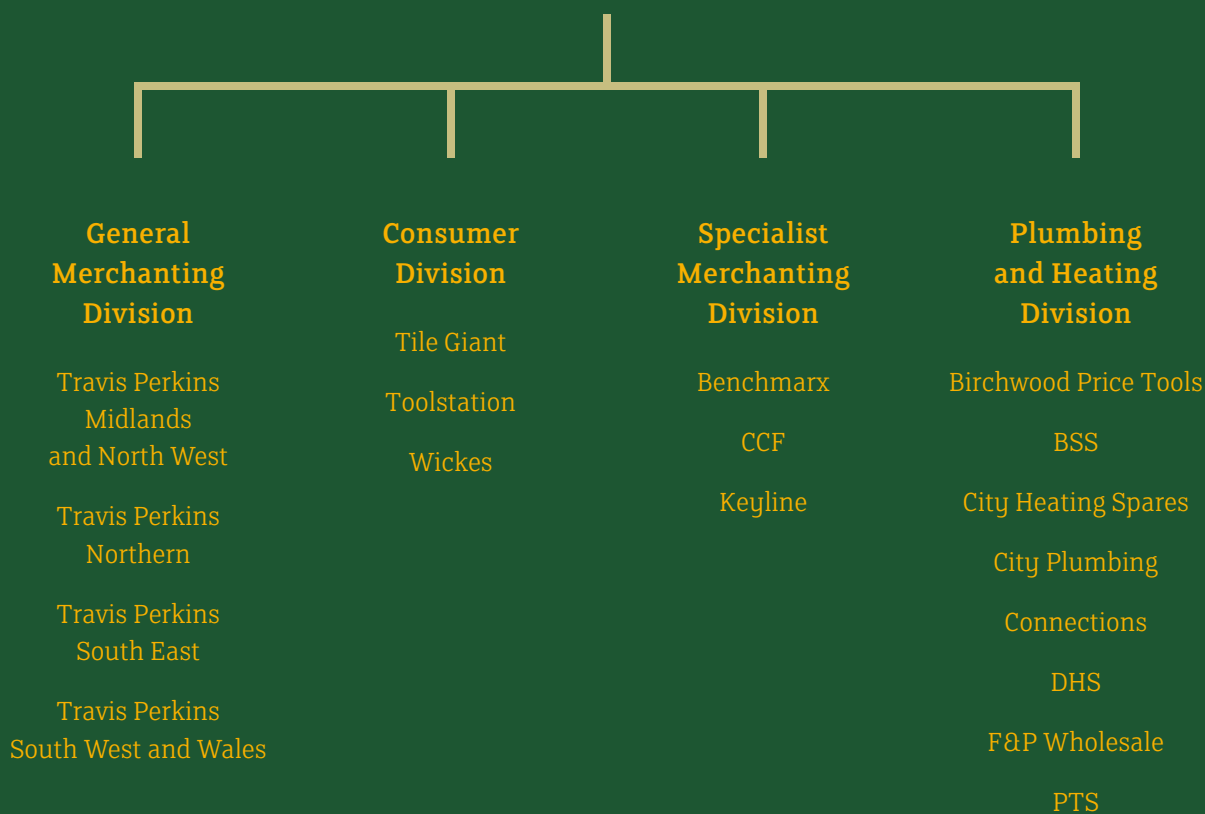 General
Merchanting
Division
Travis Perkins
Midlands
and North West
Travis Perkins
Northern
Travis Perkins
South East
Travis Perkins
South West and Wales
Consumer
Division
Tile Giant
Toolstation
Wickes
Specialist
Merchanting
Division
Benchmarx
CCF
Keyline
Plumbing
and Heating
Division
Birchwood Price Tools
BSS
City Heating Spares
City Plumbing
Connections
DHS
F&P Wholesale
PTS